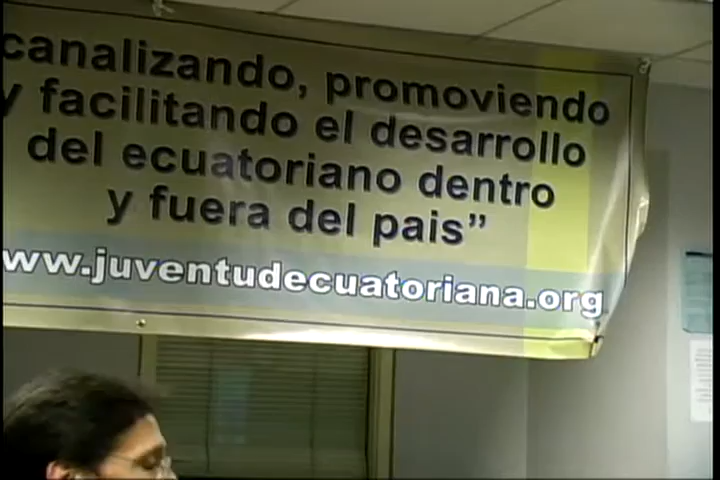 canalizando, promoviendo
y facilitando el desarrollo
del ecuatoriano dentro
y fuera del pais”
www.juventudecuatoriana.org